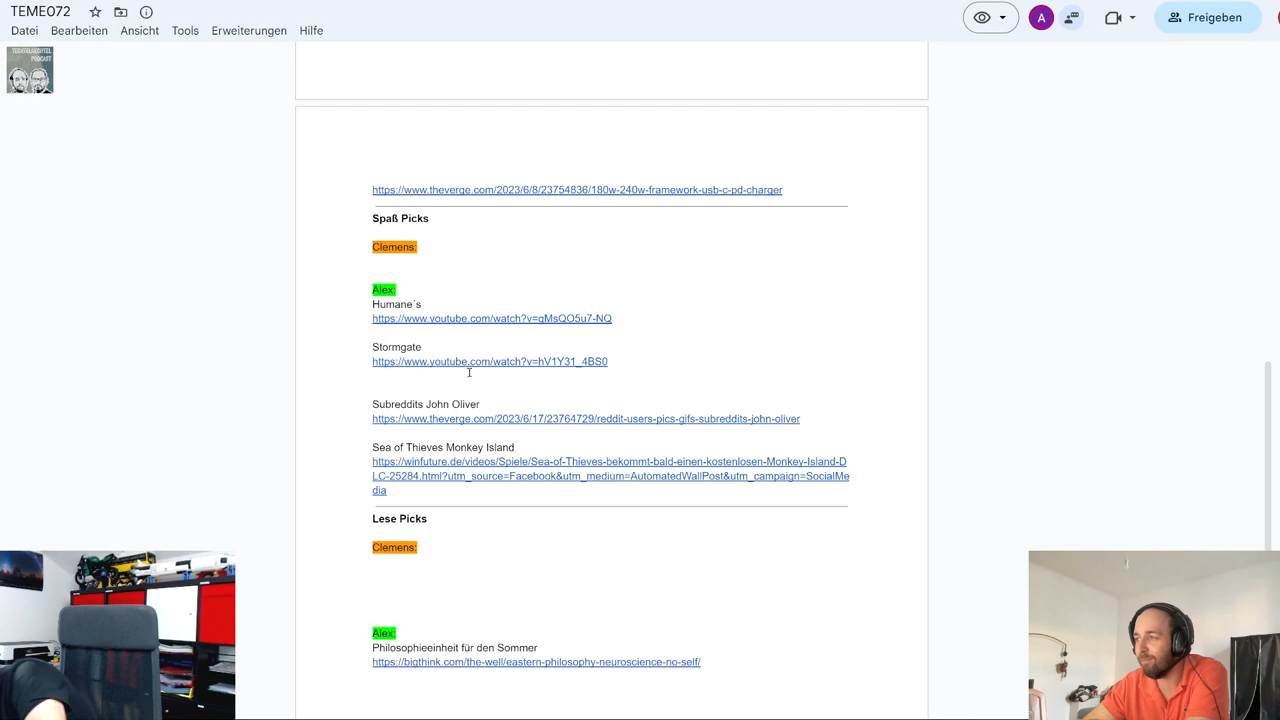 TEME072
Datei Bearbeiten Ansicht Tools Erweiterungen Hilfe
A
Freigeben
TECHTELMECHTEL
PODCAST
https://www.theverge.com/2023/6/8/23754836/180w-240w-framework-usb-c-pd-charger
Spaß Picks
Clemens:
Alex:
Humane´s
https://www.youtube.com/watch?v=gMsQO5u7-NQ
Stormgate
https://www.youtube.com/watch?v=hV1Y31_4BS0
Subreddits John Oliver
https://www.theverge.com/2023/6/17/23764729/reddit-users-pics-gifs-subreddits-john-oliver
Sea of Thieves Monkey Island
https://winfuture.de/videos/Spiele/Sea-of-Thieves-bekommt-bald-einen-kostenlosen-Monkey-Island-D
LC-25284.html?utm_source=Facebook&utm_medium=AutomatedWallPost&utm_campaign=SocialMe
dia
Lese Picks
Clemens:
Alex:
Philosophieeinheit für den Sommer
https://bigthink.com/the-well/eastern-philosophy-neuroscience-no-self/